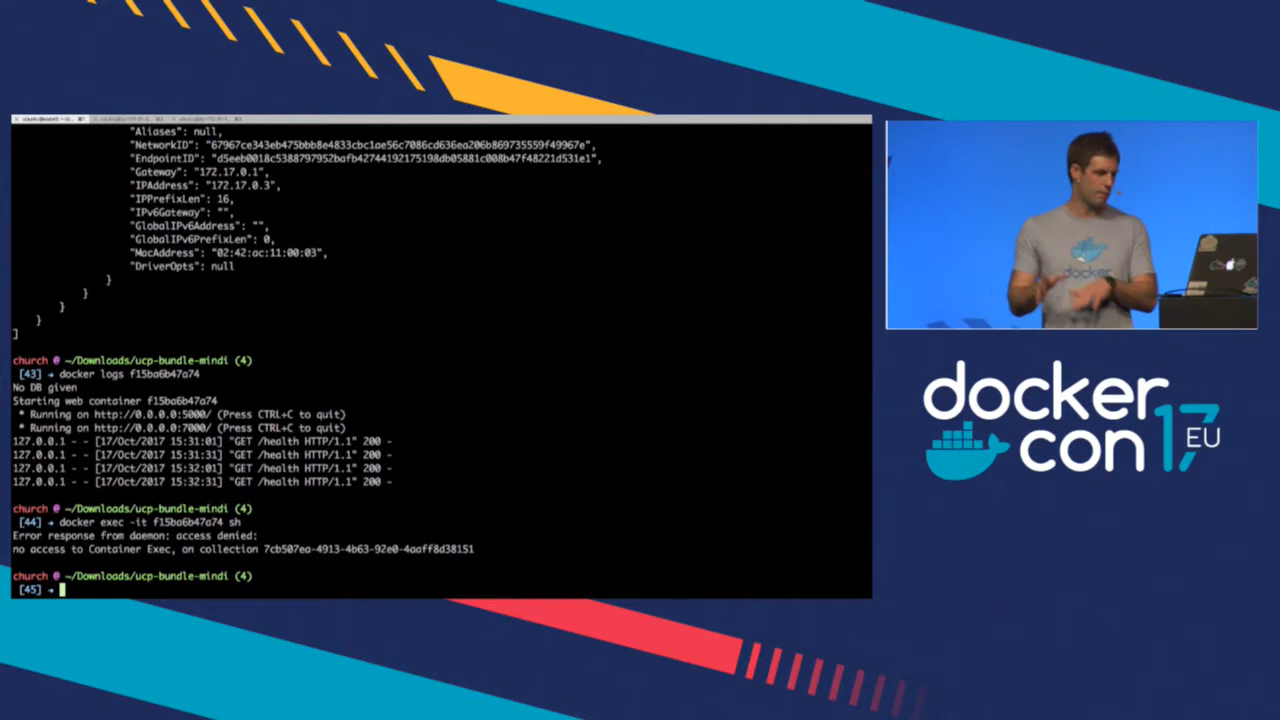 "Aliases": null,
"NetworkID": "67967ce343eb475bbb8e4833cbc1ae56c7086cd636ea206b869735559f49967e",
"EndpointID": "d5eeb0018c5388797952bafb42744192175198db05881c008b47f48221d531e1",
"Gateway": "172.17.0.1",
"IPAddress": "172.17.0.3",
"IPPrefixLen": 16,
"IPv6Gateway": "",
"GlobalIPv6Address": "",
"GlobalIPv6PrefixLen": 0,
"MacAddress": "02:42:ac:11:00:03",
"DriverOpts": null
}
}
}
}
]
church @ ~/Downloads/ucp-bundle-mindi (4)
[43] → docker logs f15ba6b47a74
No DB given
Starting web container f15ba6b47a74
* Running on http://0.0.0.0:5000/ (Press CTRL+C to quit)
* Running on http://0.0.0.0:7000/ (Press CTRL+C to quit)
127.0.0.1 - - [17/Oct/2017 15:31:01] "GET /health HTTP/1.1" 200 -
127.0.0.1 - - [17/Oct/2017 15:31:31] "GET /health HTTP/1.1" 200 -
127.0.0.1 - - [17/Oct/2017 15:32:01] "GET /health HTTP/1.1" 200 -
127.0.0.1 - - [17/Oct/2017 15:32:31] "GET /health HTTP/1.1" 200 -
church @ ~/Downloads/ucp-bundle-mindi (4)
[44] → docker exec -it f15ba6b47a74 sh
Error response from daemon: access denied:
no access to Container Exec, on collection 7cb507ea-4913-4b63-92e0-4aaff8d38151
church @ ~/Downloads/ucp-bundle-mindi (4)
[45] →
docker
docker
con 17 EU